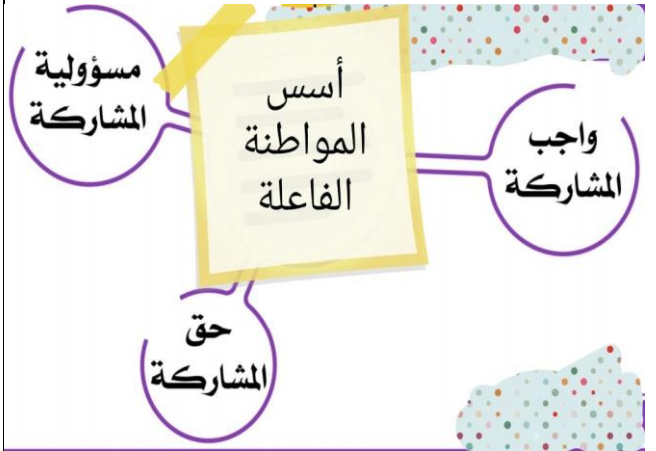 أسس
المواطنة
الفاعلة
واجب
المشاركة
مسؤولية
المشاركة
حق
المشاركة